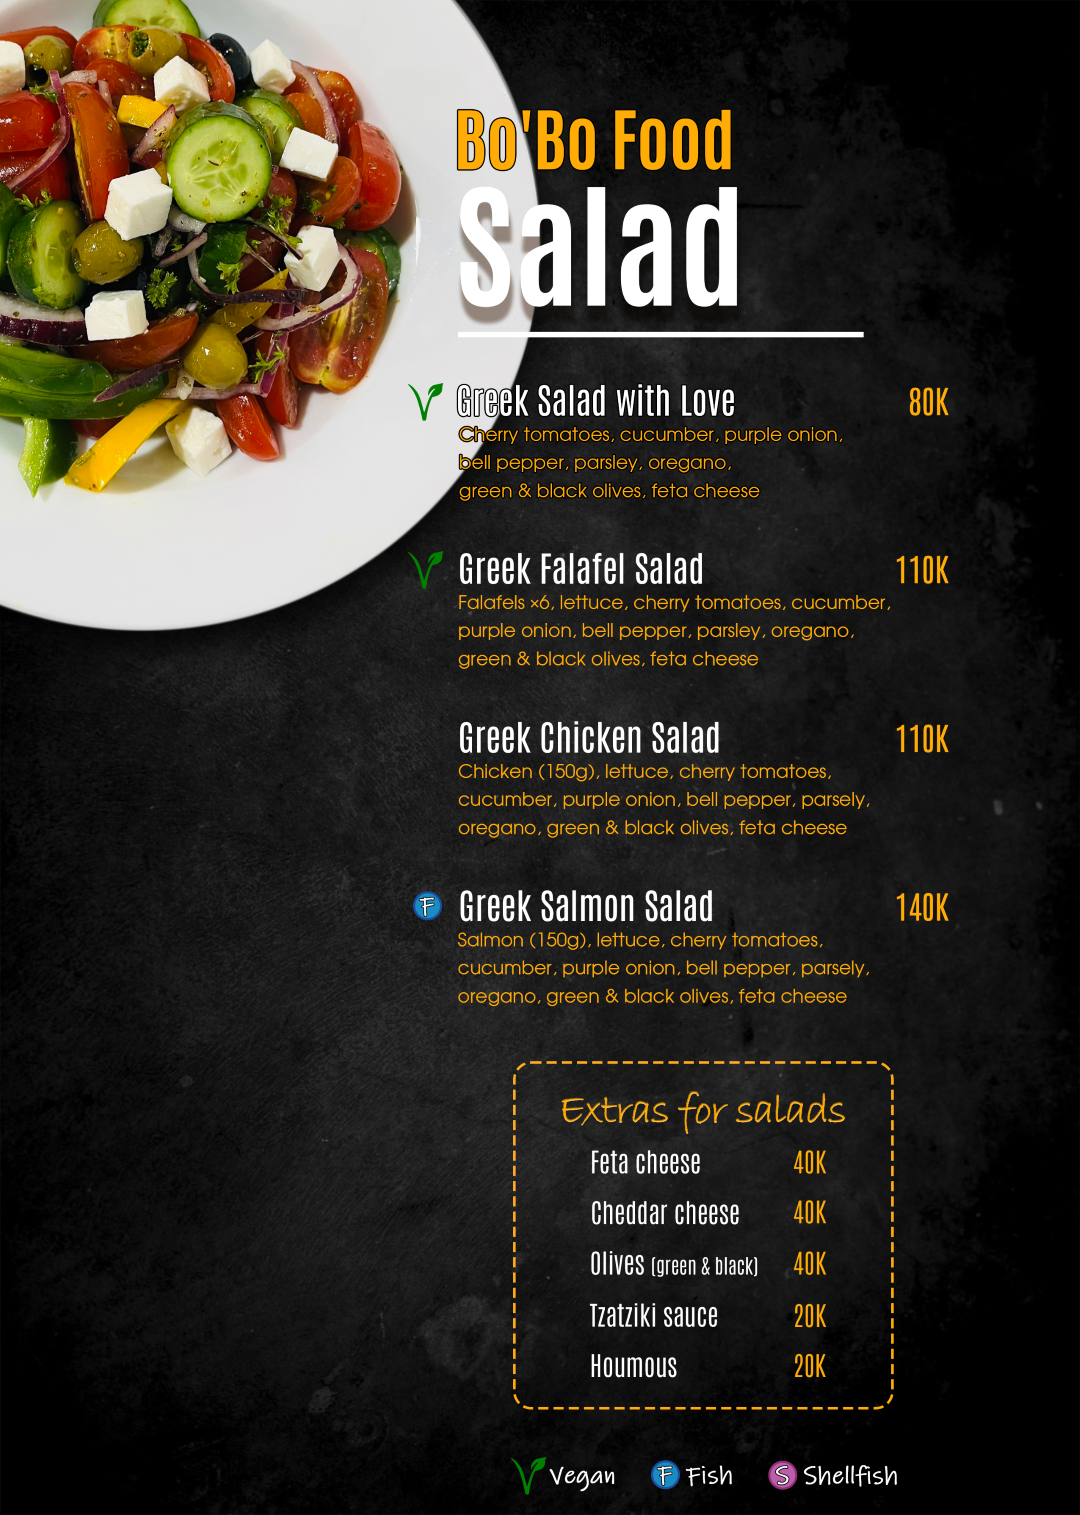 Bo'Bo Food
Salad
Greek Salad with Love 80K
Cherry tomatoes, cucumber, purple onion,
bell pepper, parsley, oregano,
green & black olives, feta cheese
Greek Falafel Salad 110K
Falafels ×6, lettuce, cherry tomatoes, cucumber,
purple onion, bell pepper, parsley, oregano,
green & black olives, feta cheese
Greek Chicken Salad 110K
Chicken (150g), lettuce, cherry tomatoes,
cucumber, purple onion, bell pepper, parsely,
oregano, green & black olives, feta cheese
F Greek Salmon Salad 140K
Salmon (150g), lettuce, cherry tomatoes,
cucumber, purple onion, bell pepper, parsely,
oregano, green & black olives, feta cheese
Extras for salads
Feta cheese 40K
Cheddar cheese 40K
Olives (green & black) 40K
Tzatziki sauce 20K
Houmous 20K
Vegan F Fish S Shellfish